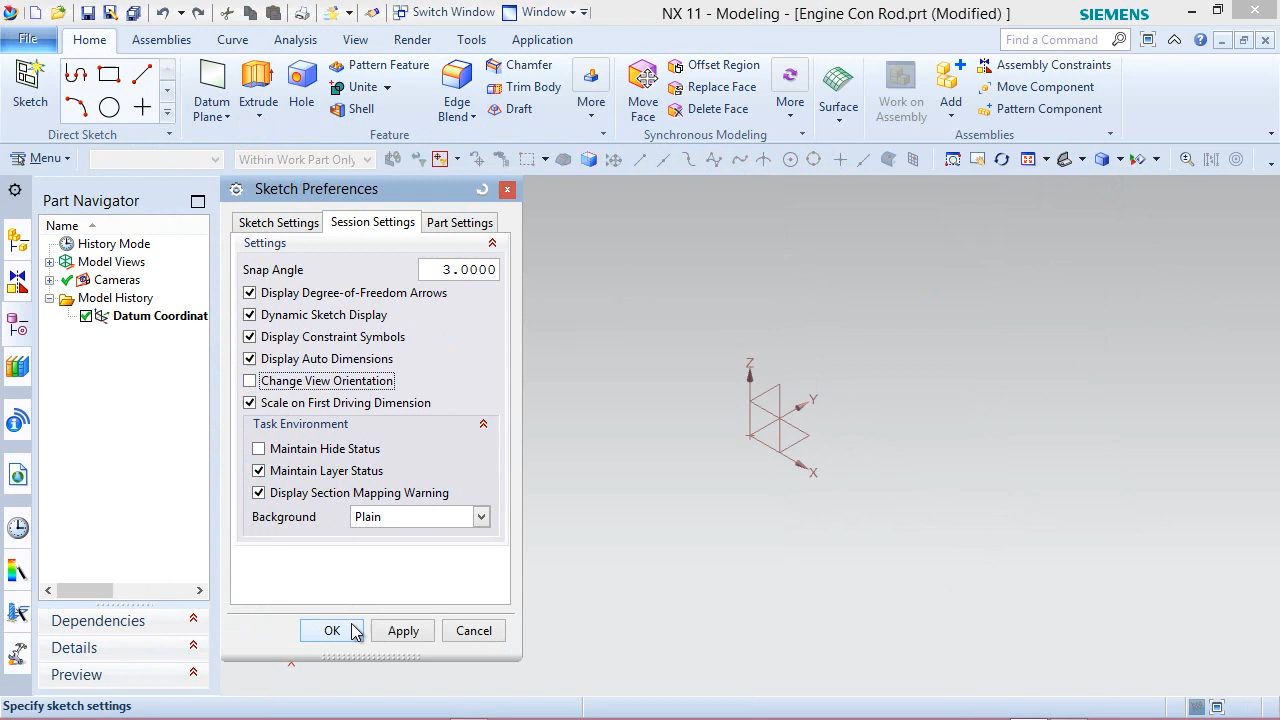 Switch Window
Window
NX 11 - Modeling - [Engine Con Rod.prt (Modified) ]
SIEMENS
File
Home
Assemblies
Curve
Analysis
View
Render
Tools
Application
Find a Command
Sketch
Direct Sketch
Datum Plane
Extrude
Hole
Pattern Feature
Unite
Shell
Edge Blend
Chamfer
Trim Body
Draft
More
Feature
Move Face
Offset Region
Replace Face
Delete Face
More
Synchronous Modeling
Surface
Work on Assembly
Add
Assembly Constraints
Move Component
Pattern Component
Assemblies
Menu
Within Work Part Only
Part Navigator
Name
History Mode
Model Views
Cameras
Model History
Datum Coordinat
Dependencies
Details
Preview
Sketch Preferences
Sketch Settings
Session Settings
Part Settings
Settings
Snap Angle
3.0000
Display Degree-of-Freedom Arrows
Dynamic Sketch Display
Display Constraint Symbols
Display Auto Dimensions
Change View Orientation
Scale on First Driving Dimension
Task Environment
Maintain Hide Status
Maintain Layer Status
Display Section Mapping Warning
Background
Plain
OK
Apply
Cancel
Z
Y
X
Specify sketch settings